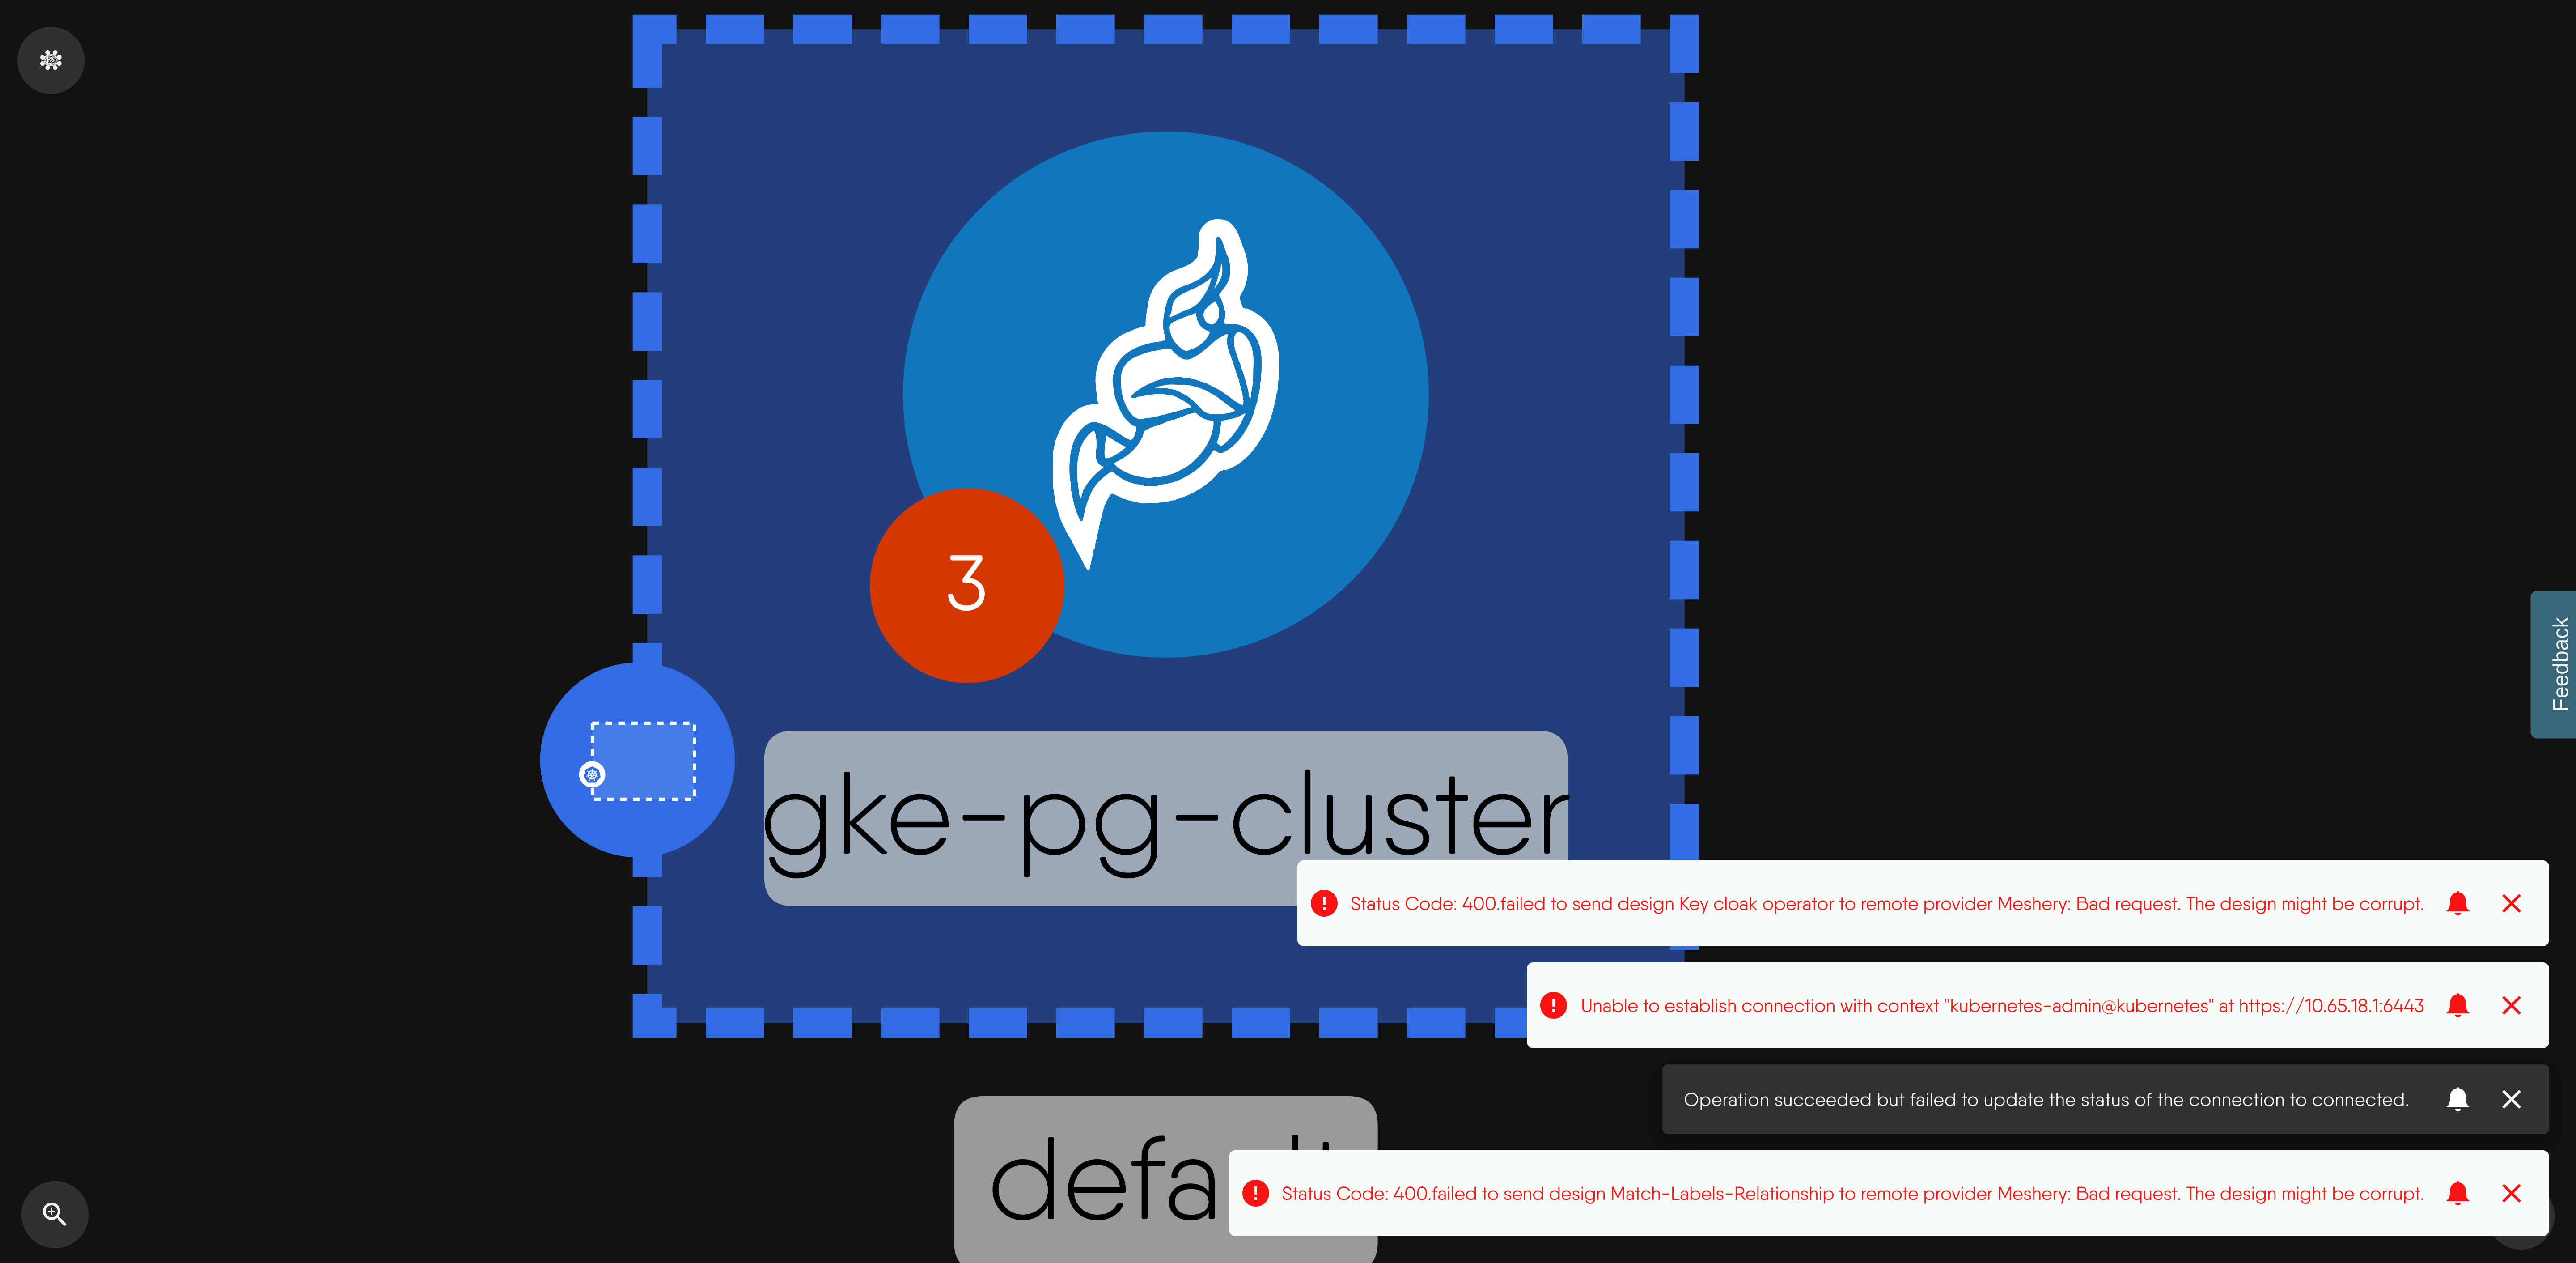 3
gke-pg-cluster
Feedback
Status Code: 400.failed to send design Key cloak operator to remote provider Meshery: Bad request. The design might be corrupt.
Unable to establish connection with context "kubernetes-admin@kubernetes" at https://10.65.18.1:6443
Operation succeeded but failed to update the status of the connection to connected.
Status Code: 400.failed to send design Match-Labels-Relationship to remote provider Meshery: Bad request. The design might be corrupt.